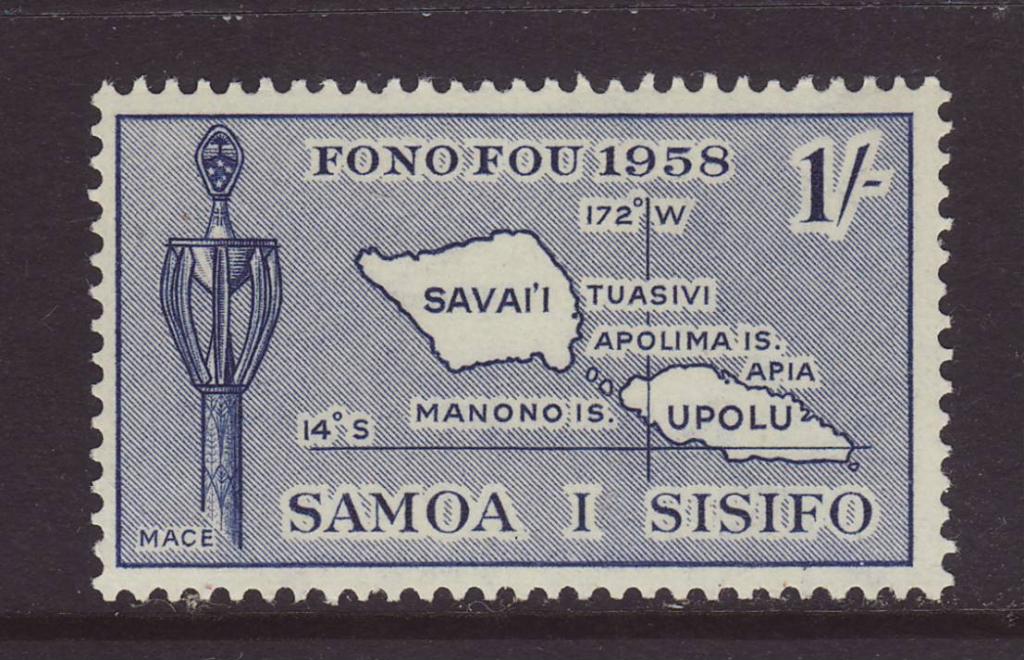 FONO FOU 1958
1/-
172° W
SAVAI'I
TUASIVI
APOLIMA IS.
APIA
MANONO IS.
UPOLU
14° S
SAMOA I SISIFO
MACE